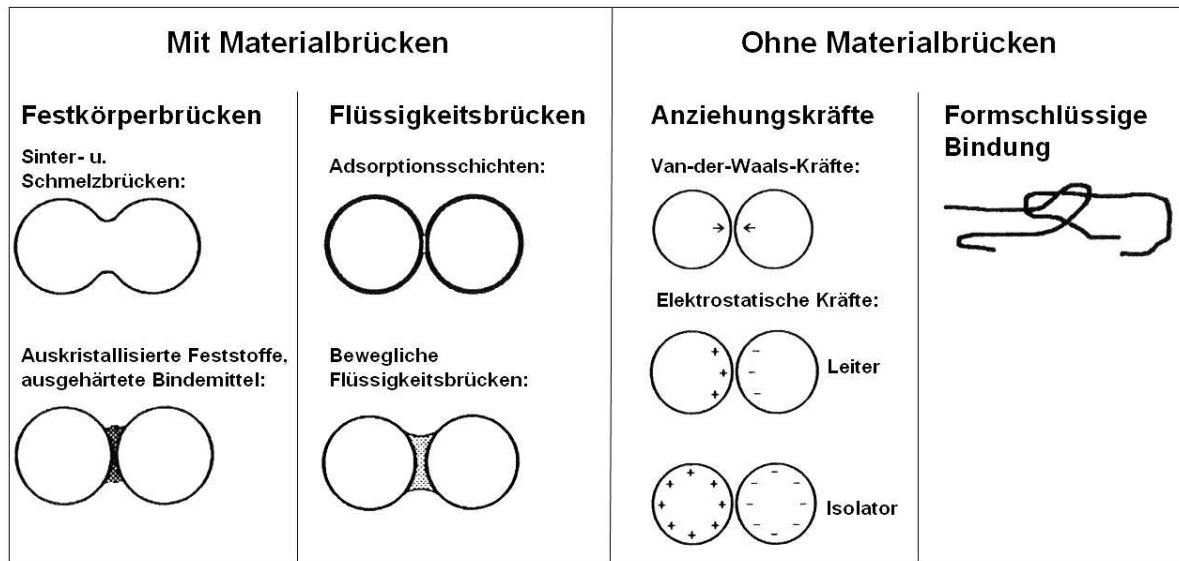 Mit Materialbrücken
Ohne Materialbrücken
Festkörperbrücken
Sinter- u.
Schmelzbrücken:
Auskristallisierte Feststoffe,
ausgehärtete Bindemittel:
Flüssigkeitsbrücken
Adsorptionsschichten:
Bewegliche
Flüssigkeitsbrücken:
Anziehungskräfte
Van-der-Waals-Kräfte:
Elektrostatische Kräfte:
Leiter
Isolator
Formschlüssige
Bindung